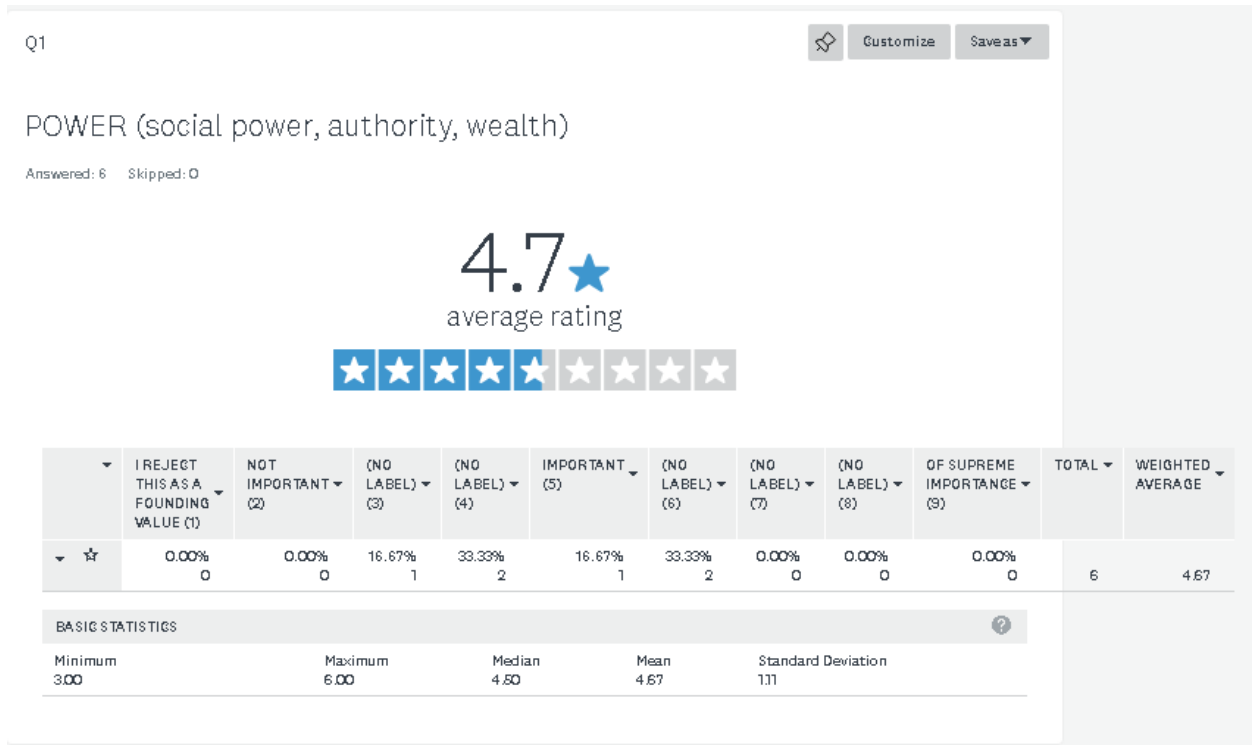 Q1
Customize
Save as
POWER (social power, authority, wealth)
Answered: 6 Skipped: 0
4.7
average rating
I REJECT THIS AS A FOUNDING VALUE (1)
NOT IMPORTANT (2)
(NO LABEL) (3)
(NO LABEL) (4)
IMPORTANT (5)
(NO LABEL) (6)
(NO LABEL) (7)
(NO LABEL) (8)
OF SUPREME IMPORTANCE (9)
TOTAL
WEIGHTED AVERAGE
0.00% 0.00% 16.67% 33.33% 16.67% 33.33% 0.00% 0.00% 0.00%
0 0 1 2 1 2 0 0 0 6 4.67
BASIC STATISTICS
Minimum Maximum Median Mean Standard Deviation
3.00 6.00 4.50 4.67 1.11